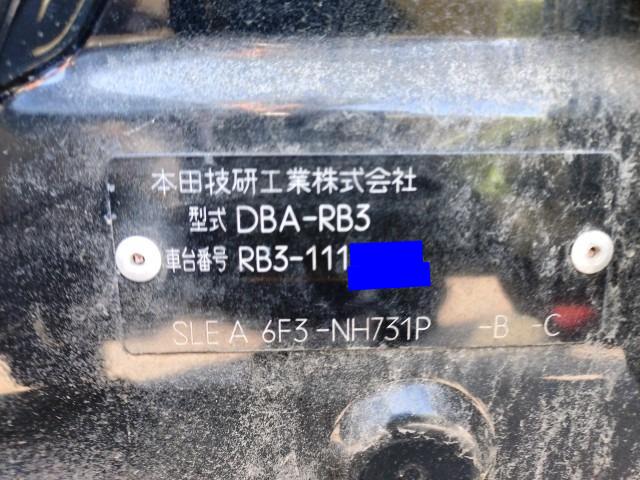 本田技研工業株式会社
型式 DBA-RB3
車台番号 RB3-111
SLE A 6F3-NH731P -B -C